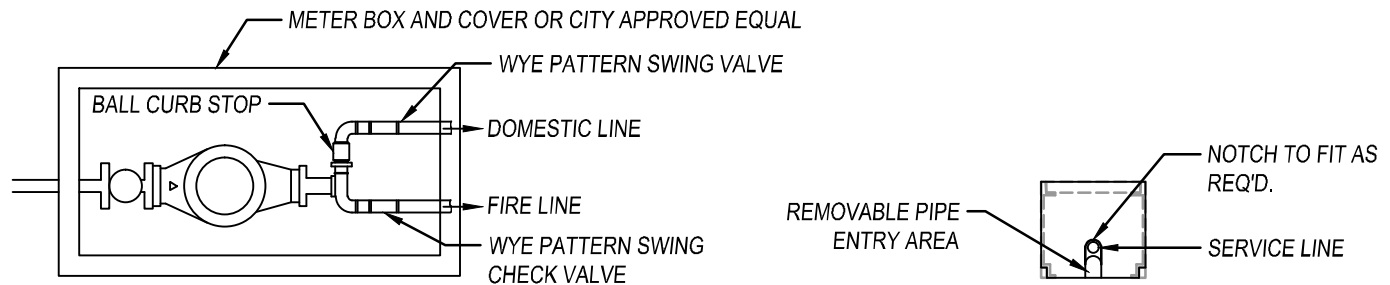 METER BOX AND COVER OR CITY APPROVED EQUAL
WYE PATTERN SWING VALVE
BALL CURB STOP
DOMESTIC LINE
FIRE LINE
WYE PATTERN SWING
CHECK VALVE
NOTCH TO FIT AS
REQ'D.
REMOVABLE PIPE
ENTRY AREA
SERVICE LINE